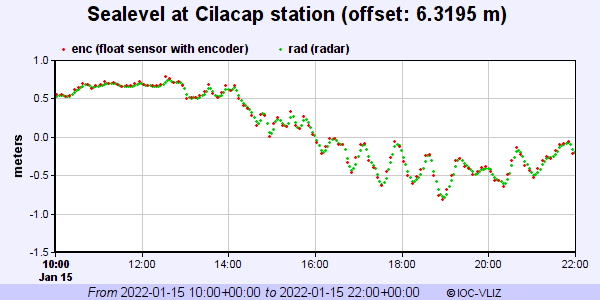 Sealevel at Cilacap station (offset: 6.3195 m)
enc (float sensor with encoder) rad (radar)
1.0
0.5
0.0
-0.5
-1.0
-1.5
meters
10:00 12:00 14:00 16:00 18:00 20:00 22:00
Jan 15
From 2022-01-15 10:00+00:00 to 2022-01-15 22:00+00:00 © IOC-VLIZ